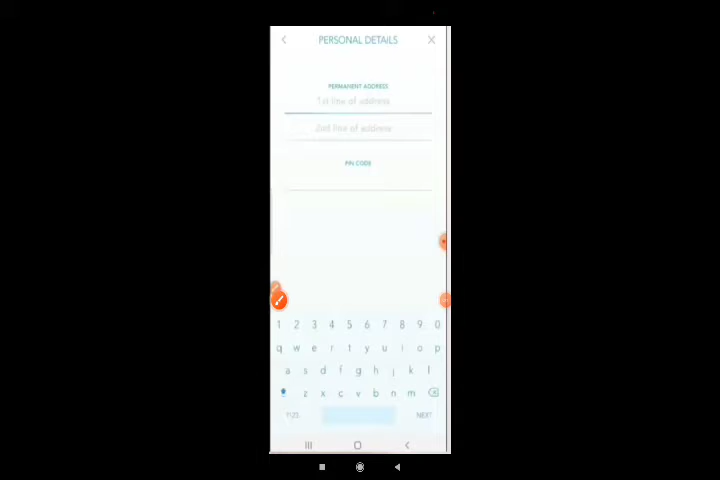 PERSONAL DETAILS
PERMANENT ADDRESS
1st line of address
2nd line of address
PIN CODE
1 2 3 4 5 6 7 8 9 0
q w e r t y u i o p
a s d f g h j k l
z x c v b n m
?123 NEXT